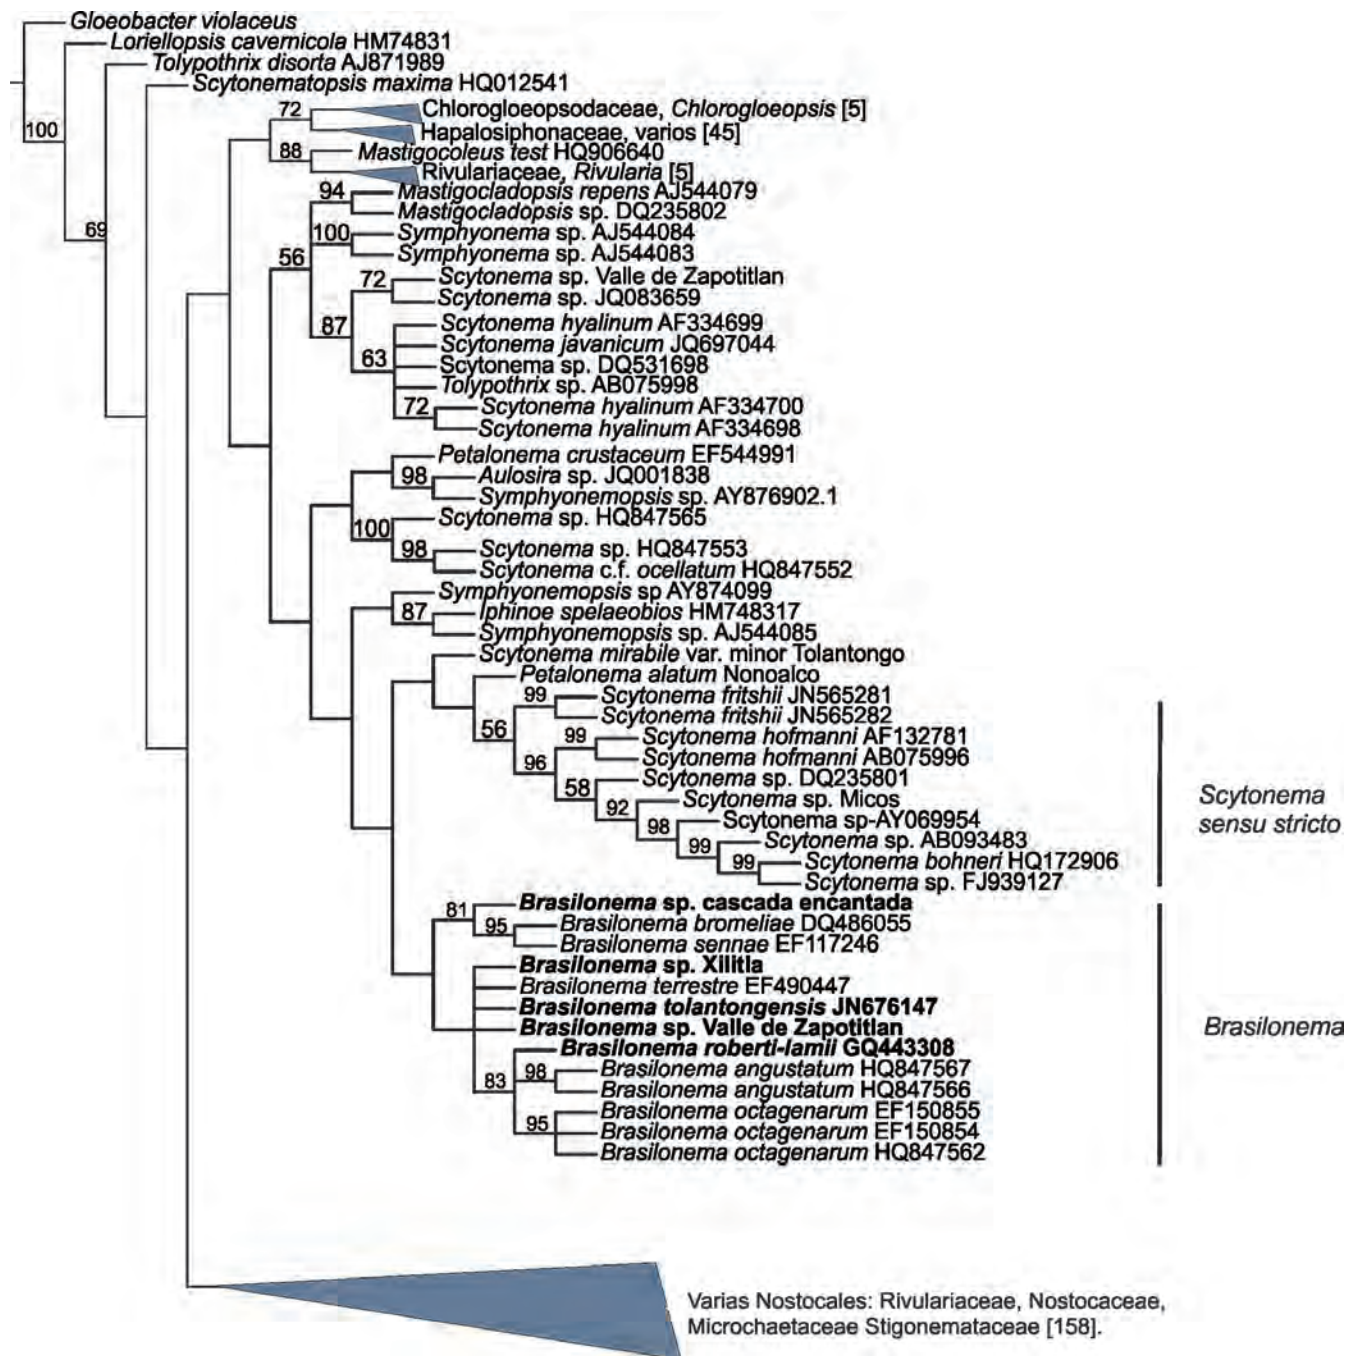 Gloeobacter violaceus
Loriellopsis cavernicola HM74831
Tolypothrix disorta AJ871989
Scytonematopsis maxima HQ012541
72
Chlorogloeopsodaceae, Chlorogloeopsis [5]
100
Hapalosiphonaceae, varios [45]
88
Mastigocoleus test HQ906640
Rivulariaceae, Rivularia [5]
94
Mastigocladopsis repens AJ544079
Mastigocladopsis sp. DQ235802
69
100
Symphyonema sp. AJ544084
Symphyonema sp. AJ544083
56
72
Scytonema sp. Valle de Zapotitlan
Scytonema sp. JQ083659
87
Scytonema hyalinum AF334699
Scytonema javanicum JQ697044
63
Scytonema sp. DQ531698
Tolypothrix sp. AB075998
72
Scytonema hyalinum AF334700
Scytonema hyalinum AF334698
Petalonema crustaceum EF544991
98
Aulosira sp. JQ001838
Symphyonemopsis sp. AY876902.1
100
Scytonema sp. HQ847565
98
Scytonema sp. HQ847553
Scytonema c.f. ocellatum HQ847552
Symphyonemopsis sp AY874099
87
Iphinoe spelaeobios HM748317
Symphyonemopsis sp. AJ544085
Scytonema mirabile var. minor Tolantongo
Petalonema alatum Nonoalco
99
Scytonema fritshii JN565281
Scytonema fritshii JN565282
56
99
Scytonema hofmanni AF132781
Scytonema hofmanni AB075996
96
Scytonema sp. DQ235801
58
Scytonema sp. Micos
92
Scytonema sp-AY069954
98
Scytonema sp. AB093483
99
Scytonema bohneri HQ172906
99
Scytonema sp. FJ939127
Scytonema
sensu stricto
81
Brasilonema sp. cascada encantada
95
Brasilonema bromeliae DQ486055
Brasilonema sennae EF117246
Brasilonema sp. Xilitla
Brasilonema terrestre EF490447
Brasilonema tolantongensis JN676147
Brasilonema sp. Valle de Zapotitlan
Brasilonema
Brasilonema roberti-lamii GQ443308
83
98
Brasilonema angustatum HQ847567
Brasilonema angustatum HQ847566
95
Brasilonema octagenarum EF150855
Brasilonema octagenarum EF150854
Brasilonema octagenarum HQ847562
Varias Nostocales: Rivulariaceae, Nostocaceae,
Microchaetaceae Stigonemataceae [158].